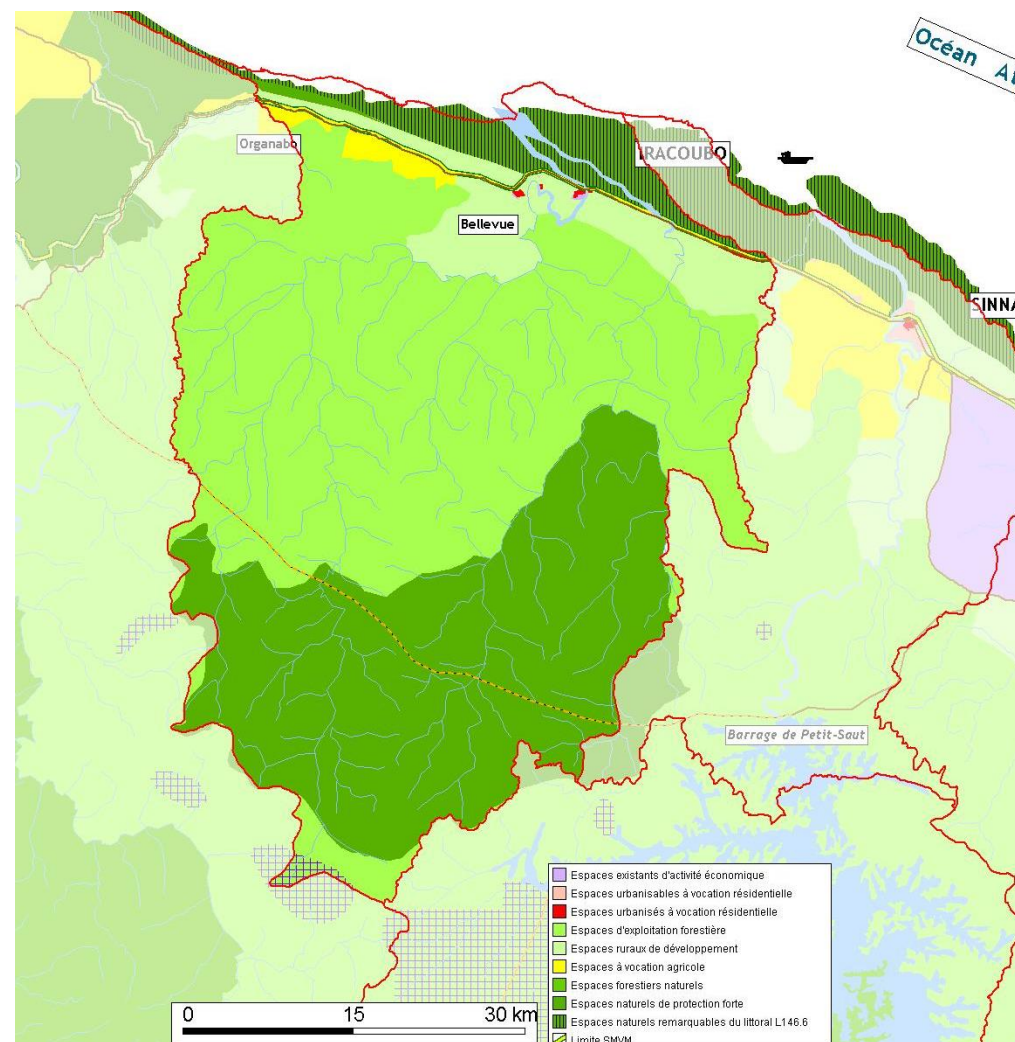 Océan At
Organabo
IRACOUBO
Bellevue
SINNA
Barrage de Petit-Saut
Espaces existants d'activité économique
Espaces urbanisables à vocation résidentielle
Espaces urbanisés à vocation résidentielle
Espaces d'exploitation forestière
Espaces ruraux de développement
Espaces à vocation agricole
Espaces forestiers naturels
Espaces naturels de protection forte
Espaces naturels remarquables du littoral L146.6
Limite SMVM
0 15 30 km